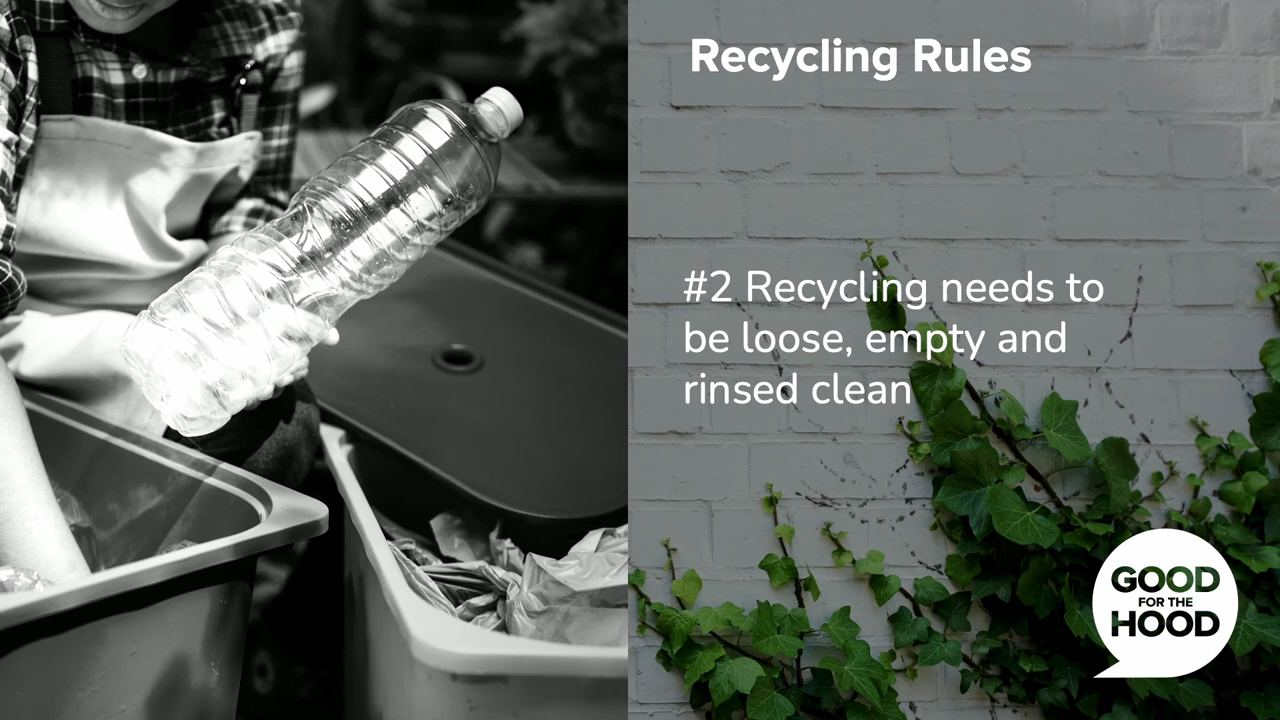 Recycling Rules
#2 Recycling needs to
be loose, empty and
rinsed clean
GOOD
FOR THE
HOOD